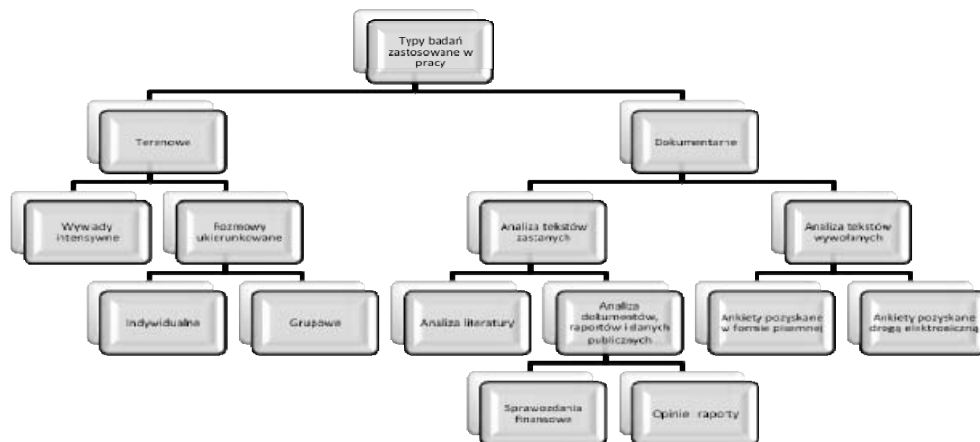 Typy badań
zastosowane w
pracy
Terenowe
Dokumentarne
Wywiady
intensywne
Rozmowy
ukierunkowane
Analiza tekstów
zastanych
Analiza tekstów
wywołanych
Indywidualne
Grupowe
Analiza literatury
Analiza
dokumentów,
raportów i danych
publicznych
Ankiety pozyskane
w formie pisemnej
Ankiety pozyskane
drogą elektroniczną
Sprawozdania
finansowe
Opinie raporty